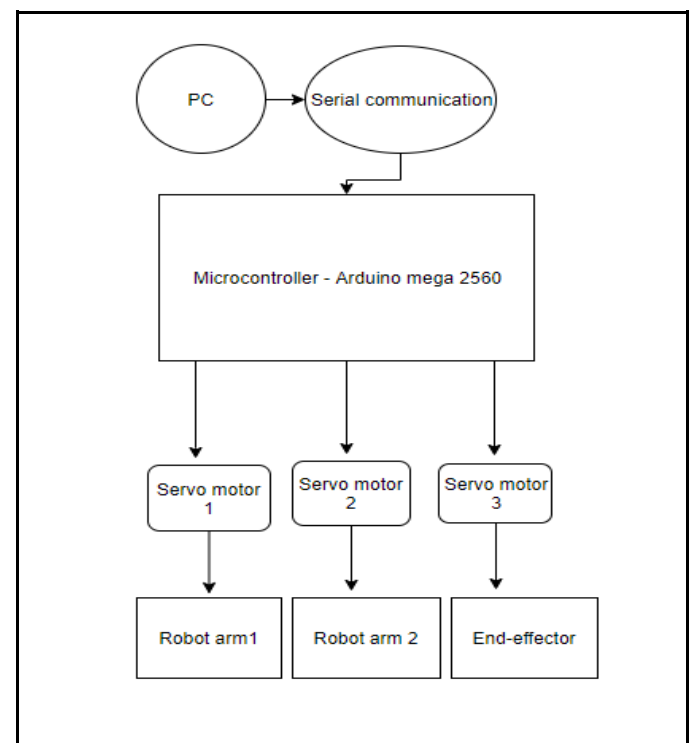 PC
Serial communication
Microcontroller - Arduino mega 2560
Servo motor
1
Servo motor
2
Servo motor
3
Robot arm1
Robot arm 2
End-effector